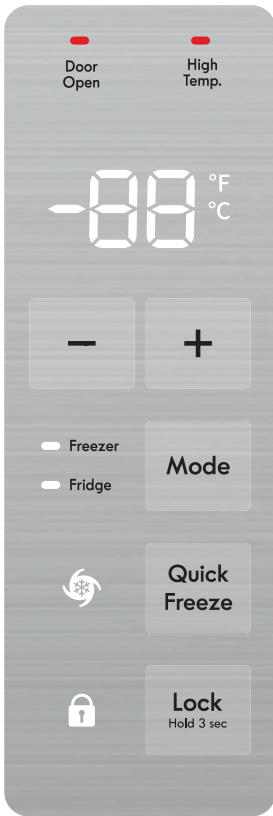 Door
Open
High
Temp.
-88 °F
°C
− +
Freezer
Fridge
Mode
Quick
Freeze
Lock
Hold 3 sec